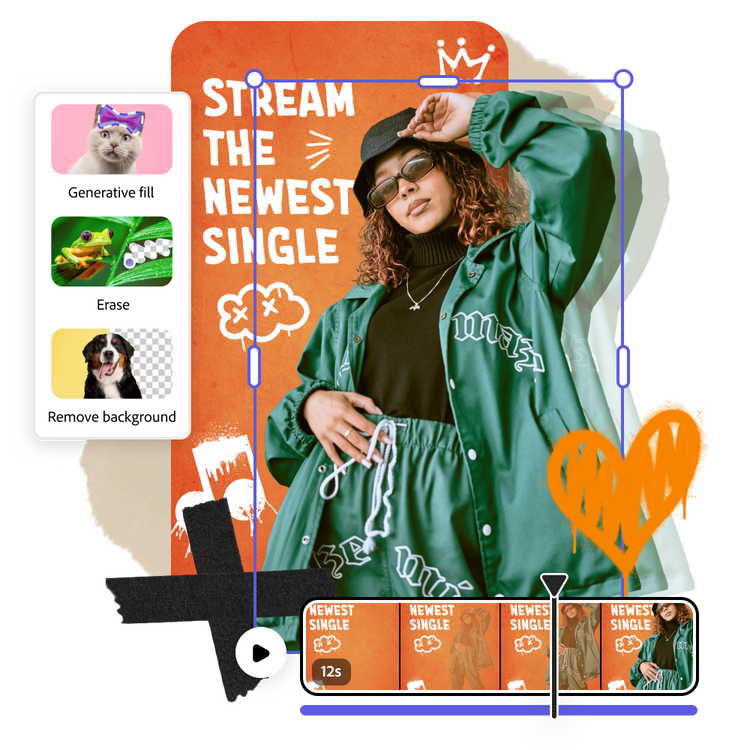 STREAM
THE
NEWEST
SINGLE
Generative fill
Erase
Remove background
NEWEST
SINGLE
NEWEST
SINGLE
NEWEST
SINGLE
NEWEST
SINGLE
12s